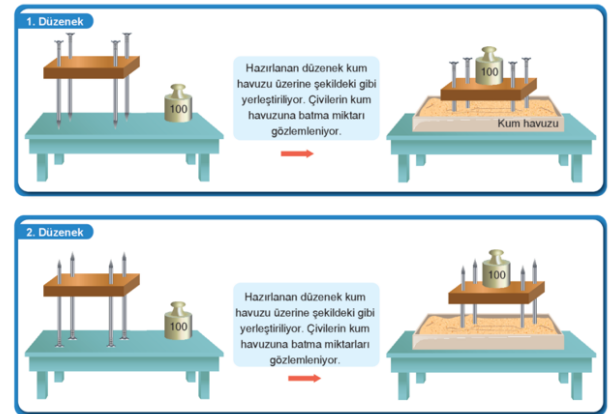 1. Düzenek
100
Hazırlanan düzenek kum
havuzu üzerine şekildeki gibi
yerleştiriliyor. Çivilerin kum
havuzuna batma miktarı
gözlemleniyor.
100
Kum havuzu
2. Düzenek
100
Hazırlanan düzenek kum
havuzu üzerine şekildeki gibi
yerleştiriliyor. Çivilerin kum
havuzuna batma miktarları
gözlemleniyor.
100